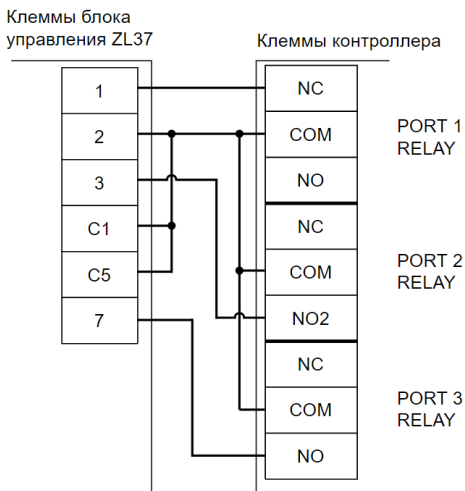 Клеммы блока
управления ZL37
Клеммы контроллера
1
2
3
C1
C5
7
NC
COM
NO
PORT 1
RELAY
NC
COM
NO2
PORT 2
RELAY
NC
COM
NO
PORT 3
RELAY